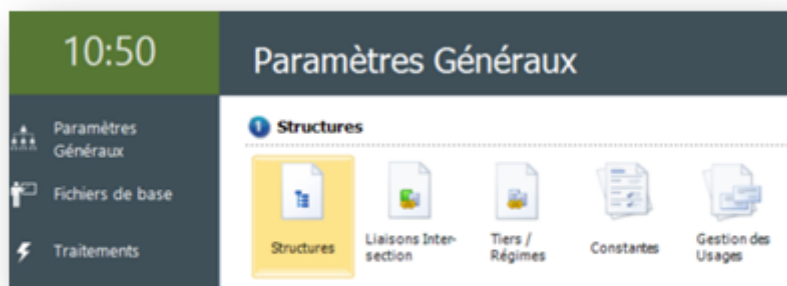 10:50
Paramètres Généraux
Paramètres
Généraux
Fichiers de base
Traitements
1 Structures
Structures
Liaisons Inter-
section
Tiers /
Régimes
Constantes
Gestion des
Usages